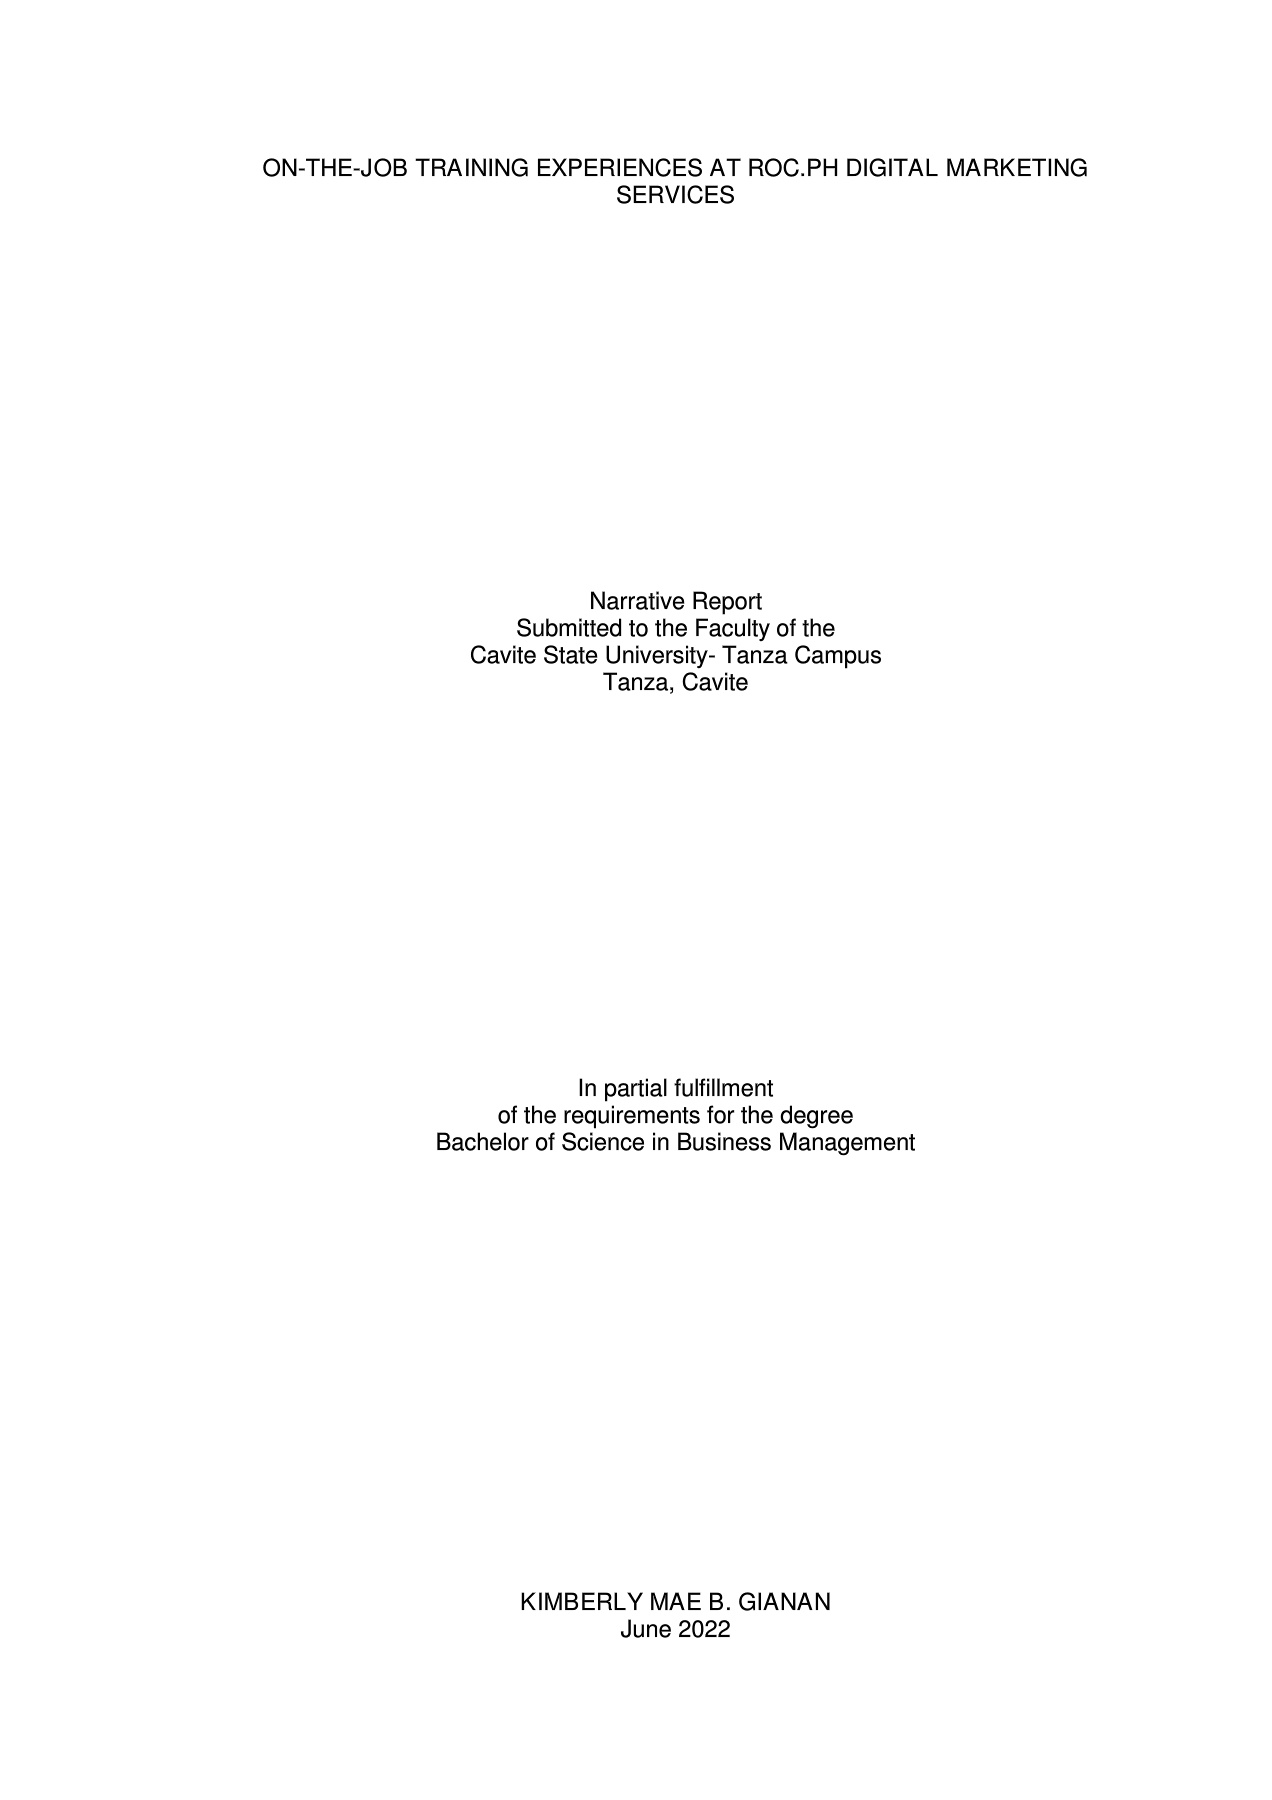 ON-THE-JOB TRAINING EXPERIENCES AT ROC.PH DIGITAL MARKETING
SERVICES
Narrative Report
Submitted to the Faculty of the
Cavite State University- Tanza Campus
Tanza, Cavite
In partial fulfillment
of the requirements for the degree
Bachelor of Science in Business Management
KIMBERLY MAE B. GIANAN
June 2022